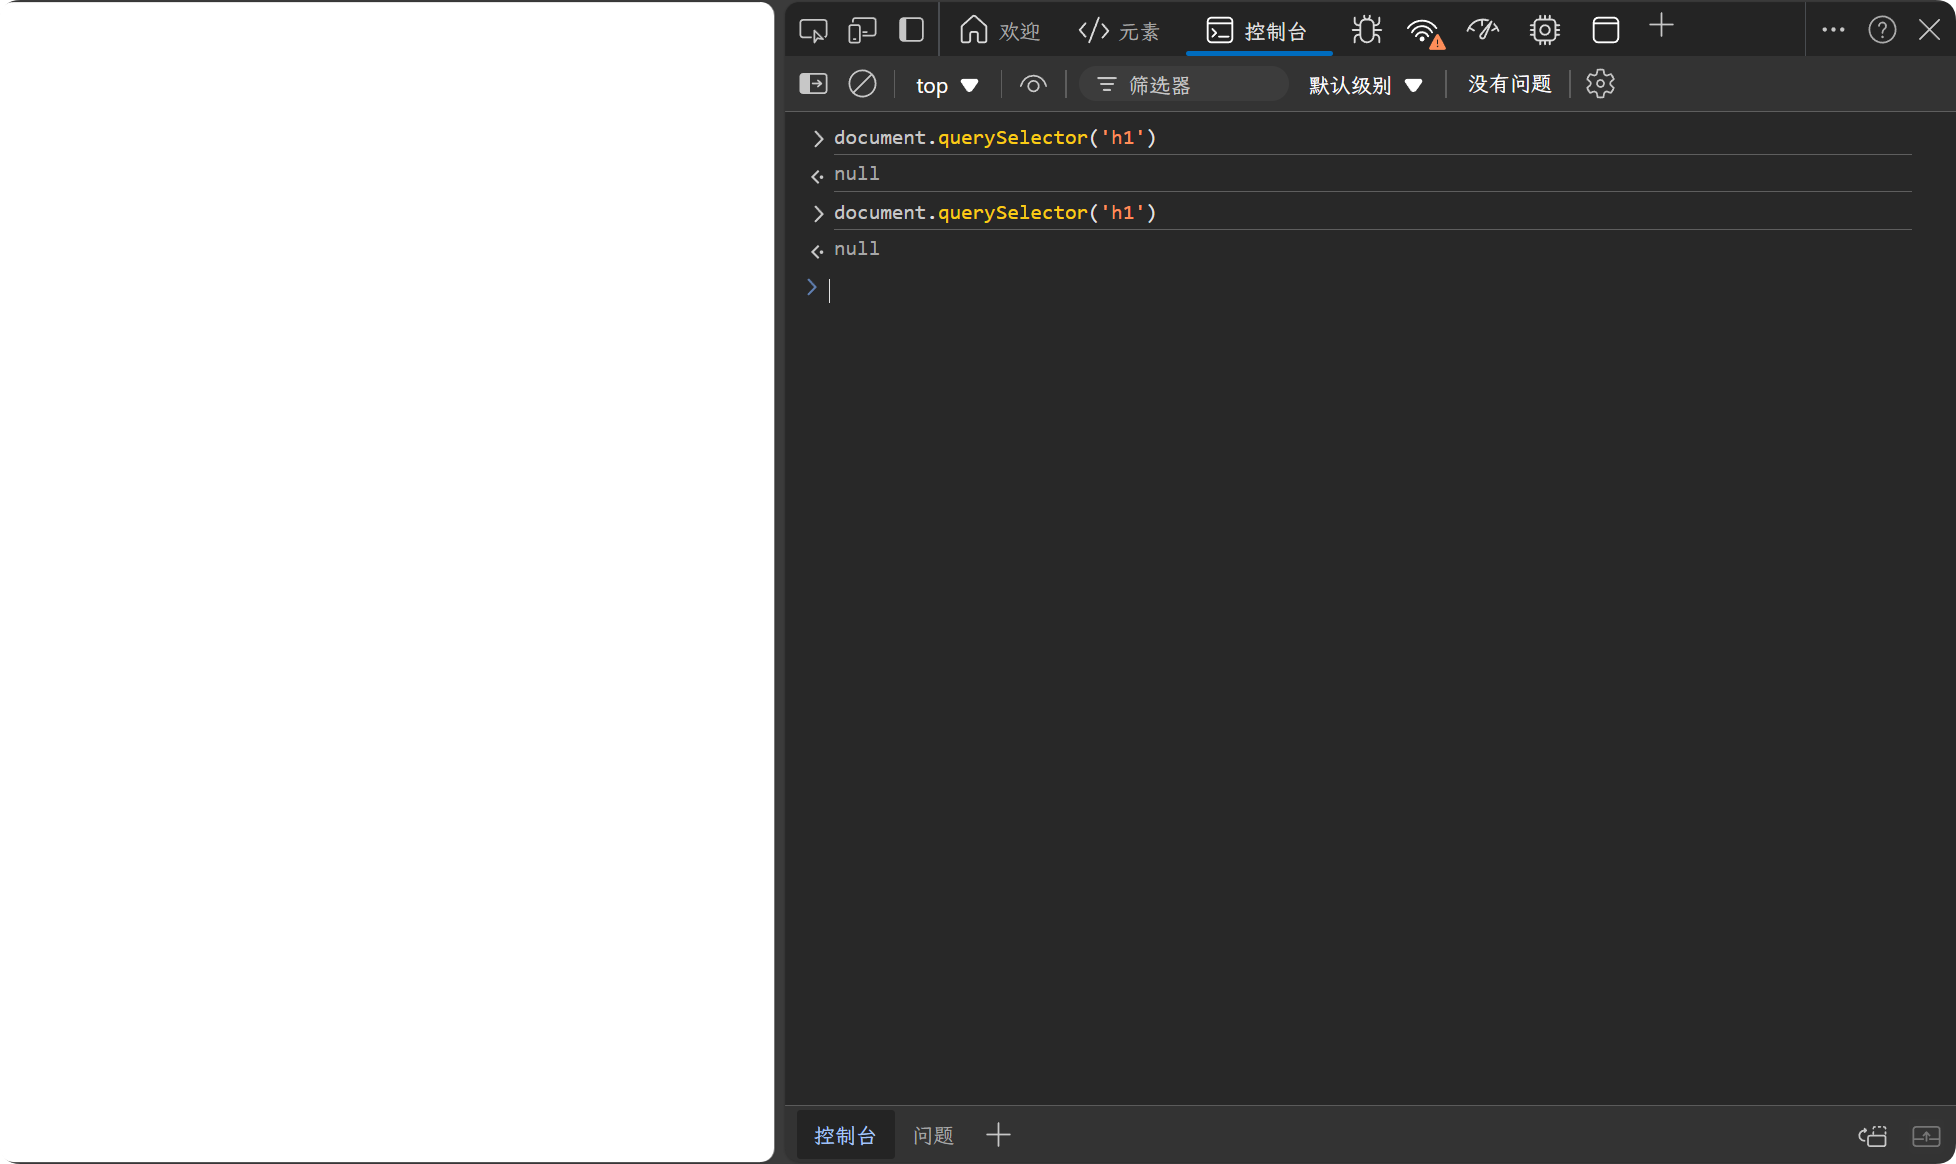 欢迎 元素 控制台
top 筛选器 默认级别 没有问题
document.querySelector('h1')
null
document.querySelector('h1')
null
控制台 问题